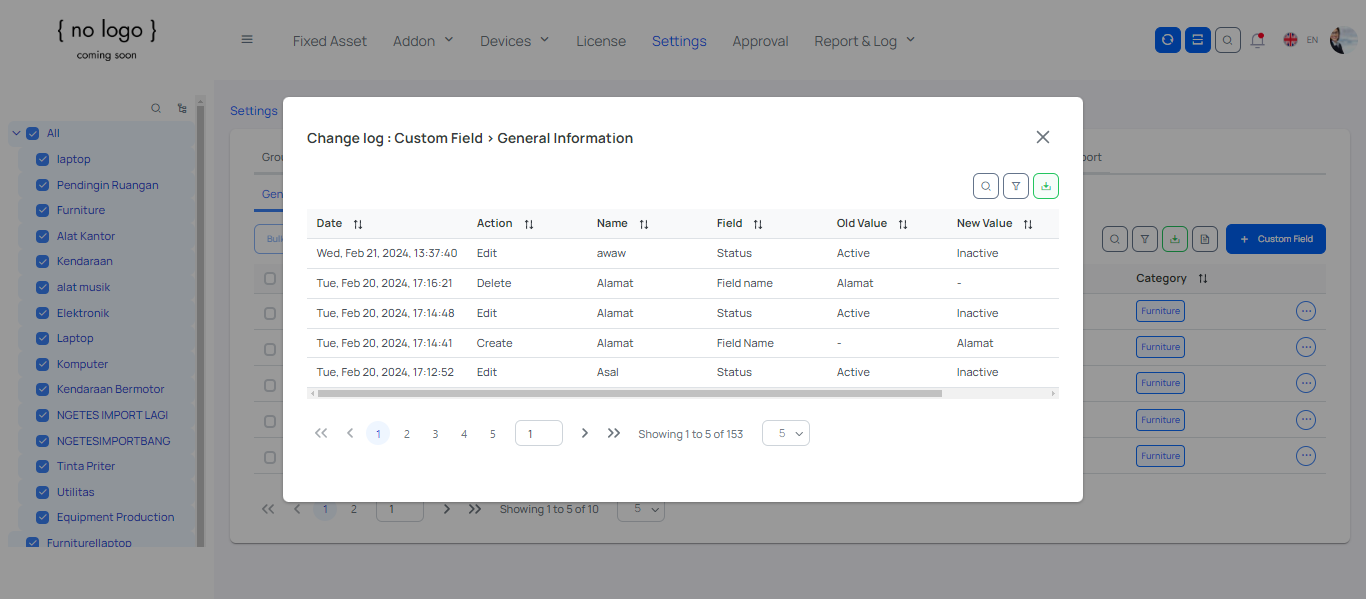 { no logo }
coming soon
Fixed Asset Addon Devices License Settings Approval Report & Log EN
All
laptop
Pendingin Ruangan
Furniture
Alat Kantor
Kendaraan
alat musik
Elektronik
Laptop
Komputer
Kendaraan Bermotor
NGETES IMPORT LAGI
NGETESIMPORTBANG
Tinta Priter
Utilitas
Equipment Production
Furniturellaptop
Settings
Change log : Custom Field > General Information
Date Action Name Field Old Value New Value
Wed, Feb 21, 2024, 13:37:40 Edit awaw Status Active Inactive
Tue, Feb 20, 2024, 17:16:21 Delete Alamat Field name Alamat -
Tue, Feb 20, 2024, 17:14:48 Edit Alamat Status Active Inactive
Tue, Feb 20, 2024, 17:14:41 Create Alamat Field Name - Alamat
Tue, Feb 20, 2024, 17:12:52 Edit Asal Status Active Inactive
1 2 3 4 5 1 Showing 1 to 5 of 153 5
+ Custom Field
Category
Furniture
Furniture
Furniture
Furniture
Furniture
1 2 1 Showing 1 to 5 of 10 5